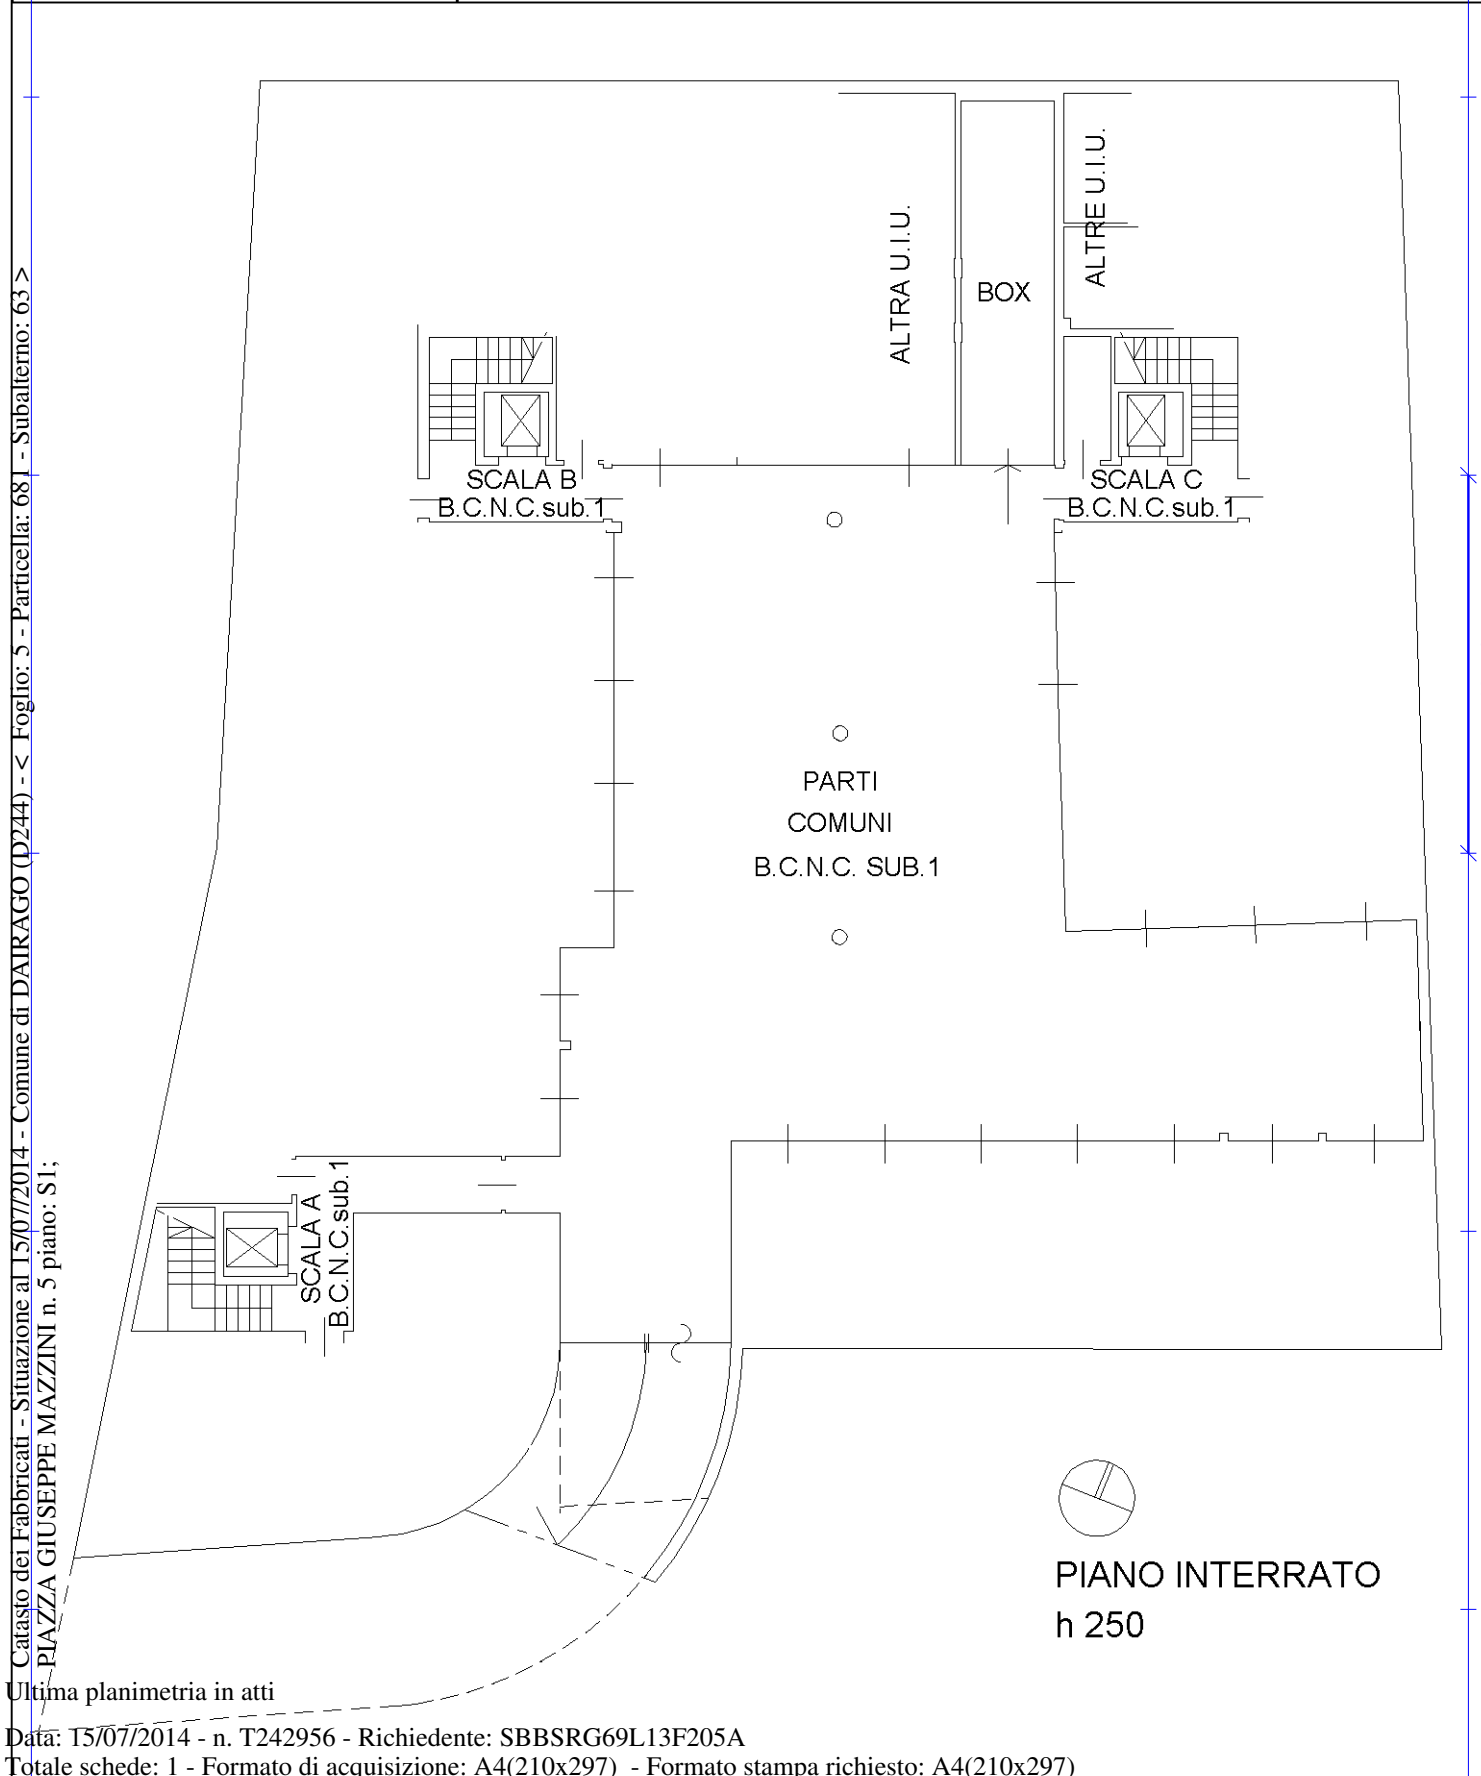 ALTRA U.I.U.
BOX
ALTRE U.I.U.
SCALA B
B.C.N.C.sub.1
SCALA C
B.C.N.C.sub.1
PARTI
COMUNI
B.C.N.C. SUB.1
SCALA A
B.C.N.C.sub.1
PIANO INTERRATO
h 250
Catasto dei Fabbricati - Situazione al 15/07/2014 - Comune di DAIRAGO (D244) - < Foglio: 5 - Particella: 681 - Subalterno: 63 >
PIAZZA GIUSEPPE MAZZINI n. 5 piano: S1;
Ultima planimetria in atti
Data: 15/07/2014 - n. T242956 - Richiedente: SBBSRG69L13F205A
Totale schede: 1 - Formato di acquisizione: A4(210x297) - Formato stampa richiesto: A4(210x297)